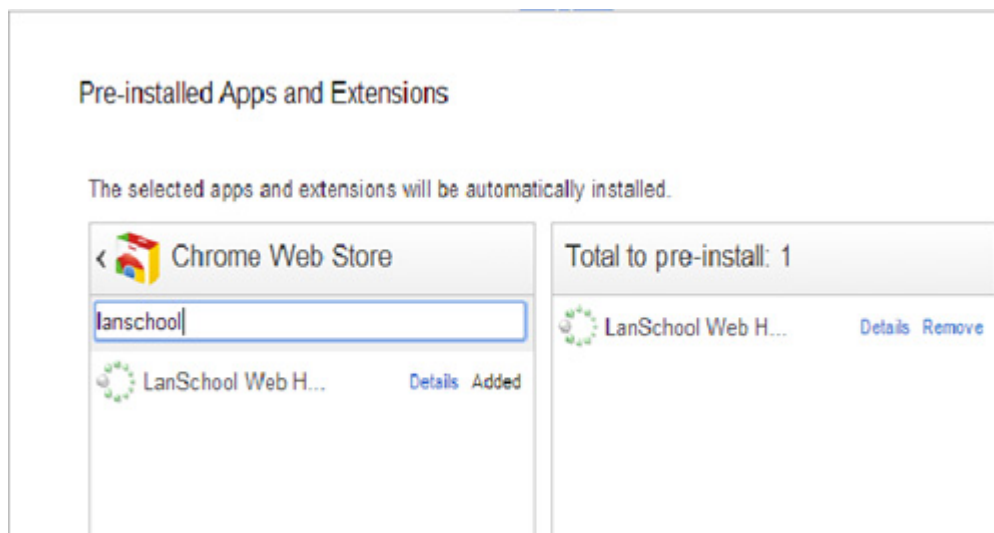 Pre-installed Apps and Extensions
The selected apps and extensions will be automatically installed.
Chrome Web Store
lanschool
LanSchool Web H... Details Added
Total to pre-install: 1
LanSchool Web H... Details Remove